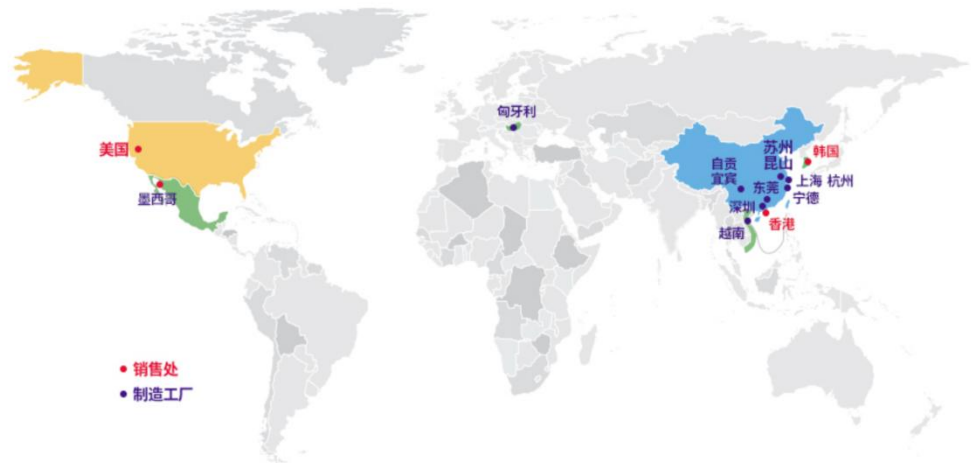 匈牙利
美国
墨西哥
苏州
昆山
韩国
自贡
宜宾
上海 杭州
东莞
宁德
深圳
香港
越南
销售处
制造工厂